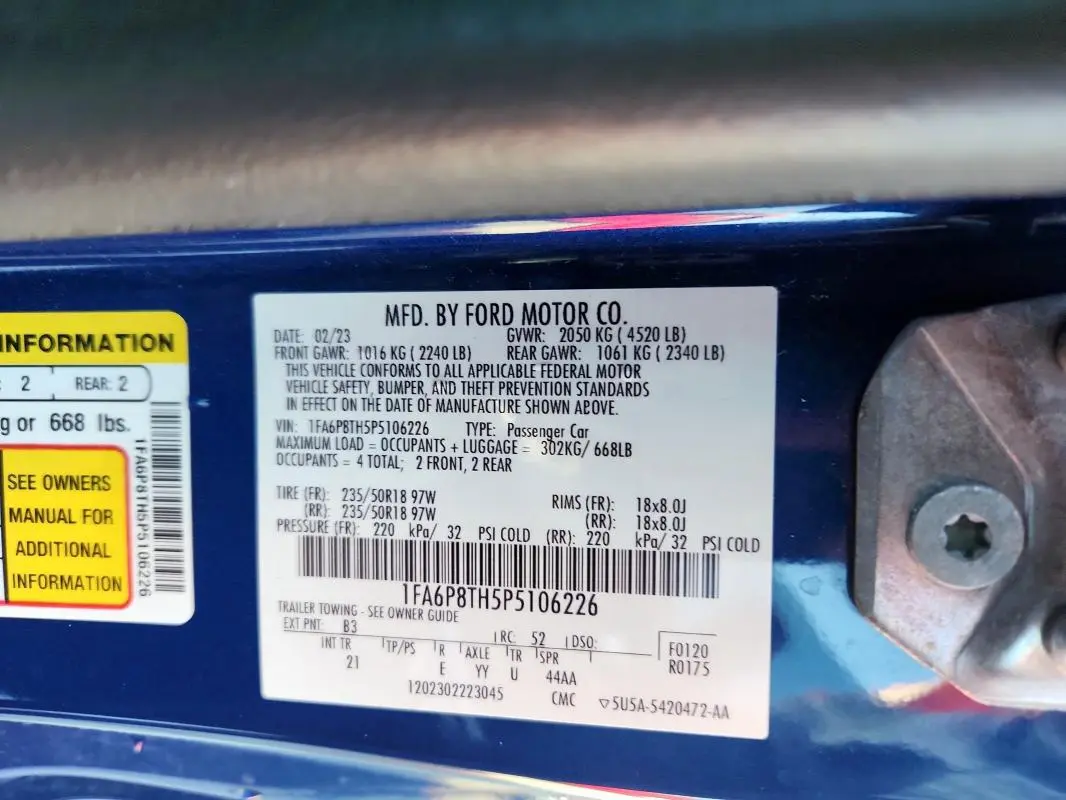 INFORMATION
: 2 REAR: 2
g or 668 lbs.
SEE OWNERS
MANUAL FOR
ADDITIONAL
INFORMATION
1FA6P8TH5P5106226
MFD. BY FORD MOTOR CO.
DATE: 02/23 GVWR: 2050 KG ( 4520 LB)
FRONT GAWR: 1016 KG ( 2240 LB) REAR GAWR: 1061 KG ( 2340 LB)
THIS VEHICLE CONFORMS TO ALL APPLICABLE FEDERAL MOTOR
VEHICLE SAFETY, BUMPER, AND THEFT PREVENTION STANDARDS
IN EFFECT ON THE DATE OF MANUFACTURE SHOWN ABOVE.
VIN: 1FA6P8TH5P5106226 TYPE: Passenger Car
MAXIMUM LOAD = OCCUPANTS + LUGGAGE = 302KG/ 668LB
OCCUPANTS = 4 TOTAL; 2 FRONT, 2 REAR
TIRE (FR): 235/50R18 97W RIMS (FR): 18x8.0J
(RR): 235/50R18 97W (RR): 18x8.0J
PRESSURE (FR): 220 kPa/ 32 PSI COLD (RR): 220 kPa/ 32 PSI COLD
1FA6P8TH5P5106226
TRAILER TOWING - SEE OWNER GUIDE
EXT PNT: B3 RC: 52 DSO: F0120
INT TR TP/PS R AXLE TR SPR R0175
21 E YY U 44AA
1202302223045 CMC ▽5U5A-5420472-AA